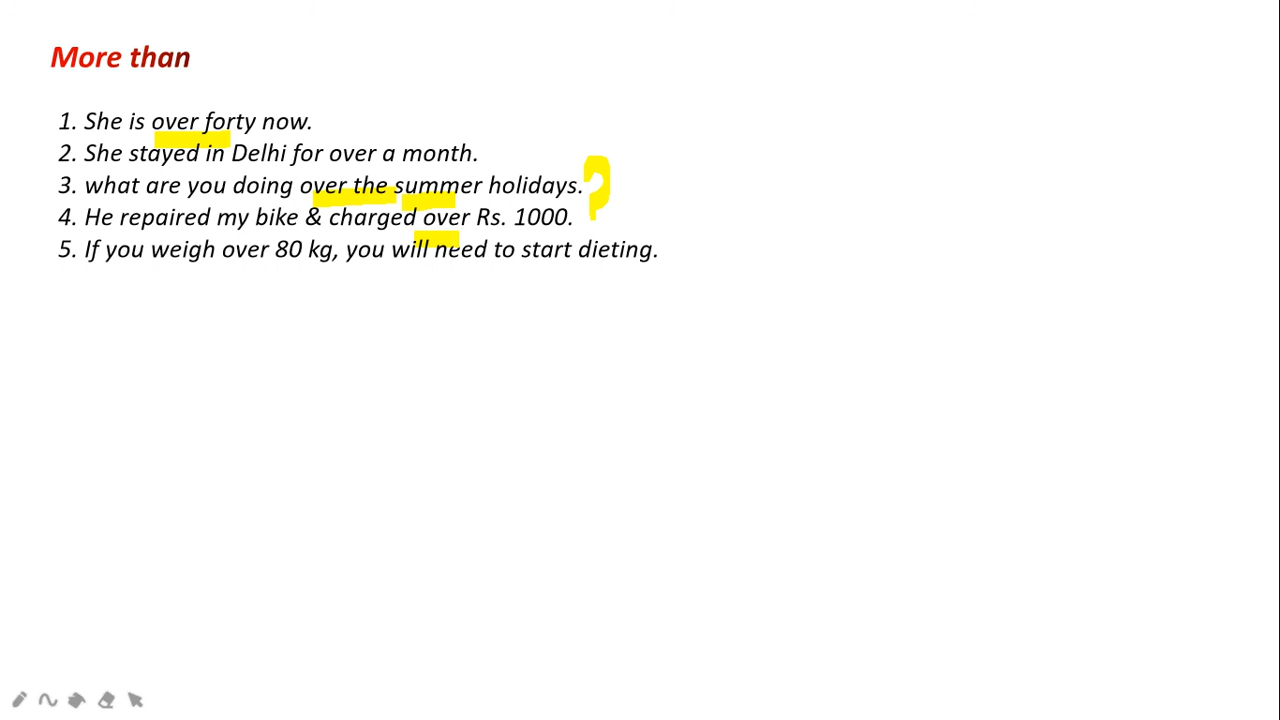 More than
1. She is over forty now.
2. She stayed in Delhi for over a month.
3. what are you doing over the summer holidays.?
4. He repaired my bike & charged over Rs. 1000.
5. If you weigh over 80 kg, you will need to start dieting.